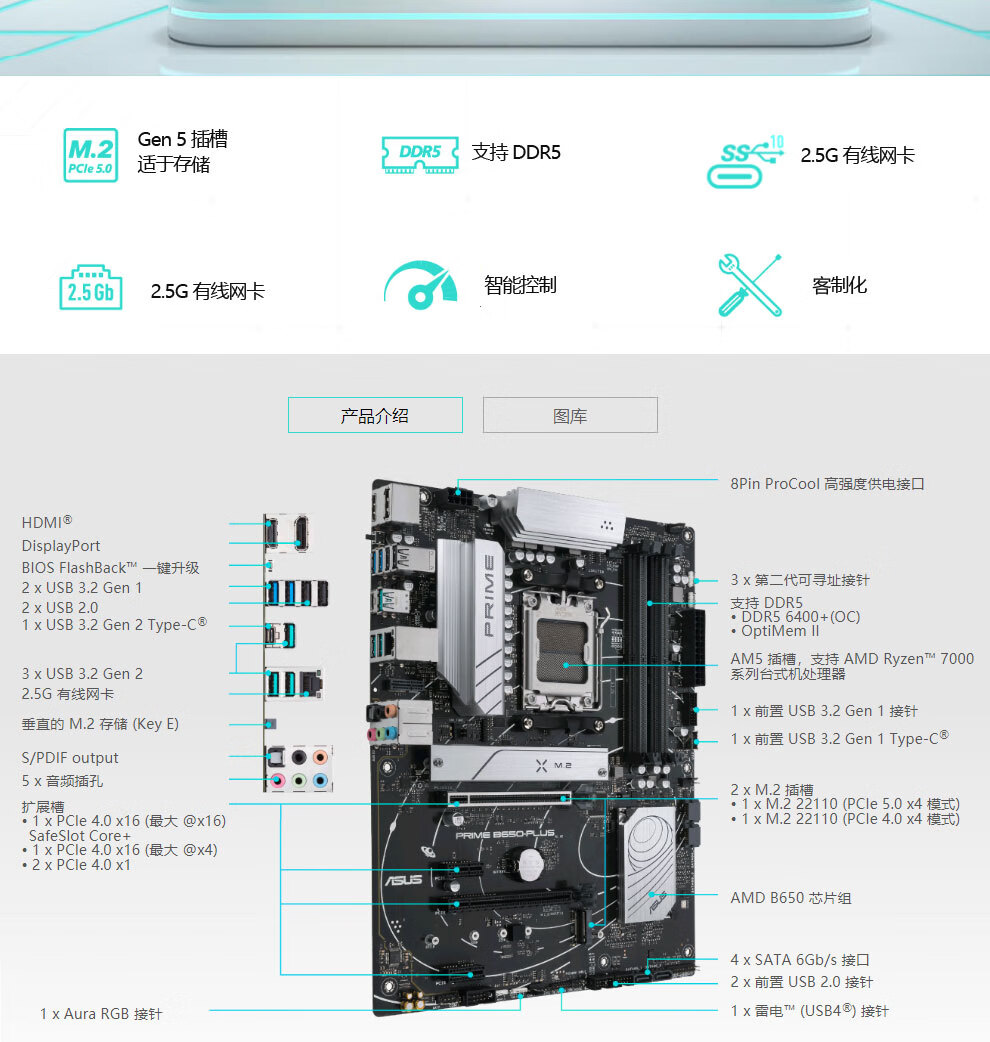 M.2
PCIe 5.0
Gen 5 插槽
适于存储
DDR5
支持 DDR5
SS 10
2.5G 有线网卡
2.5 Gb
2.5G 有线网卡
智能控制
客制化
产品介绍
图库
HDMI®
DisplayPort
BIOS FlashBack™ 一键升级
2 x USB 3.2 Gen 1
2 x USB 2.0
1 x USB 3.2 Gen 2 Type-C®
3 x USB 3.2 Gen 2
2.5G 有线网卡
垂直的 M.2 存储 (Key E)
S/PDIF output
5 x 音频插孔
扩展槽
• 1 x PCIe 4.0 x16 (最大 @x16)
SafeSlot Core+
• 1 x PCIe 4.0 x16 (最大 @x4)
• 2 x PCIe 4.0 x1
1 x Aura RGB 接针
PRIME
M.2
PRIME B650-PLUS
ASUS
ASUS
8Pin ProCool 高强度供电接口
3 x 第二代可寻址接针
支持 DDR5
• DDR5 6400+(OC)
• OptiMem II
AM5 插槽，支持 AMD Ryzen™ 7000
系列台式机处理器
1 x 前置 USB 3.2 Gen 1 接针
1 x 前置 USB 3.2 Gen 1 Type-C®
2 x M.2 插槽
• 1 x M.2 22110 (PCIe 5.0 x4 模式)
• 1 x M.2 22110 (PCIe 4.0 x4 模式)
AMD B650 芯片组
4 x SATA 6Gb/s 接口
2 x 前置 USB 2.0 接针
1 x 雷电™ (USB4®) 接针